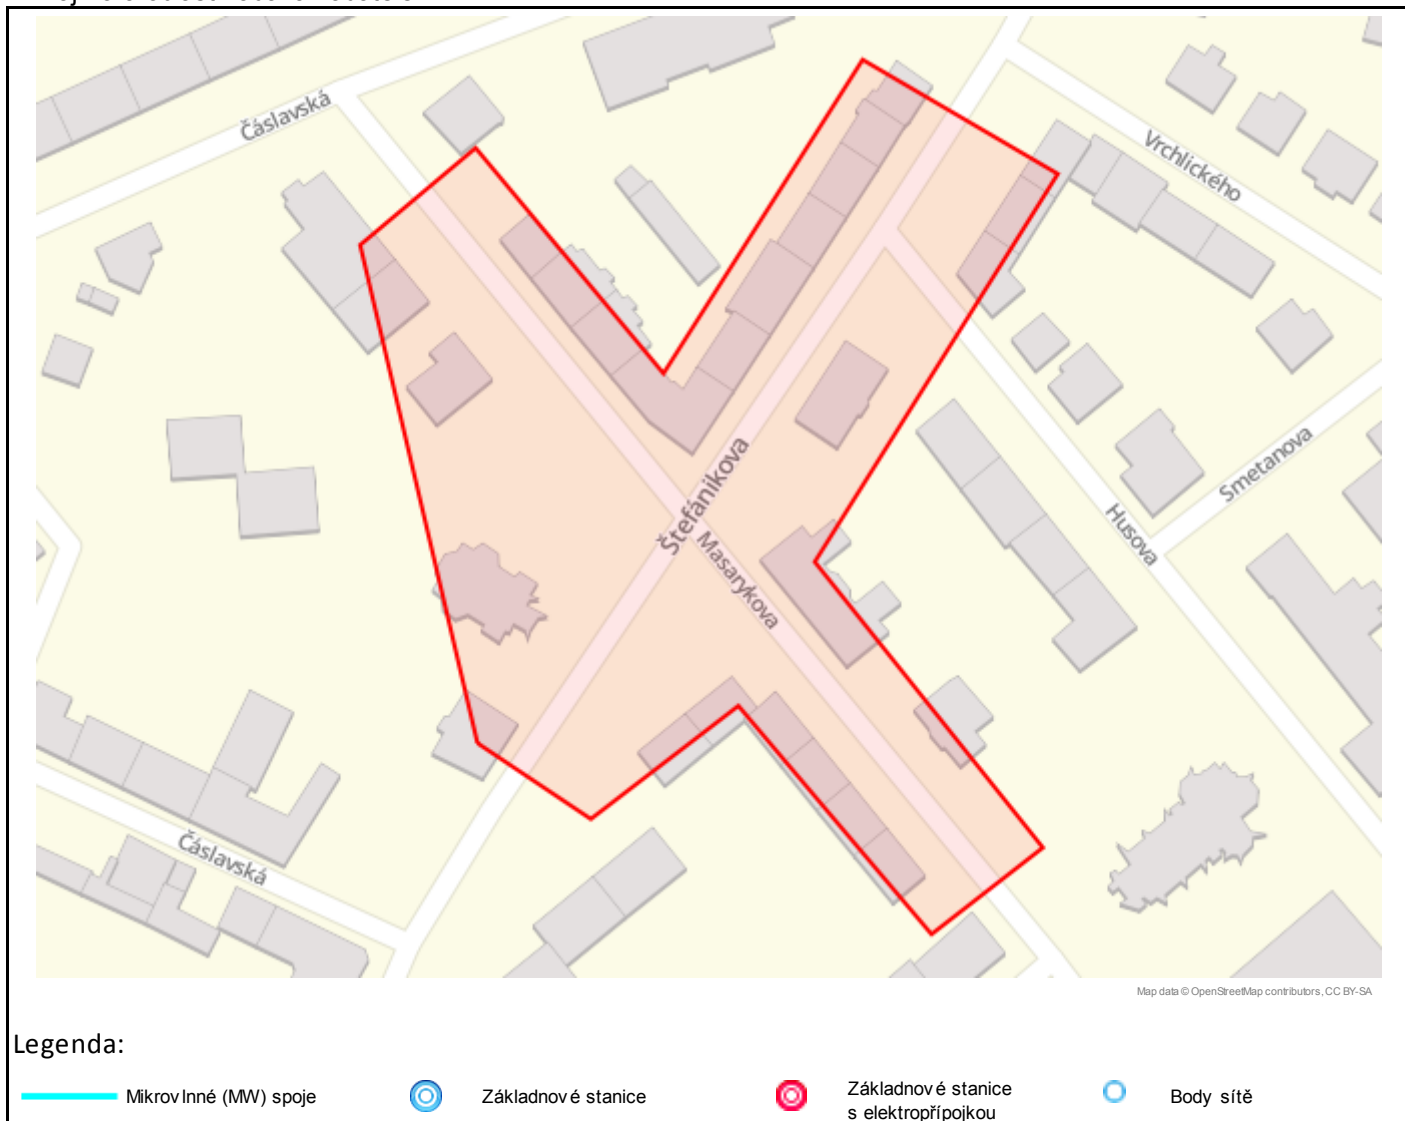 Čáslavská
Vrchlického
Štefánikova
Smetanova
Husova
Masarykova
Čáslavská
Map data © OpenStreetMap contributors, CC BY-SA
Legenda:
Mikrovlnné (MW) spoje
Základnové stanice
Základnové stanice
s elektropřípojkou
Body sítě